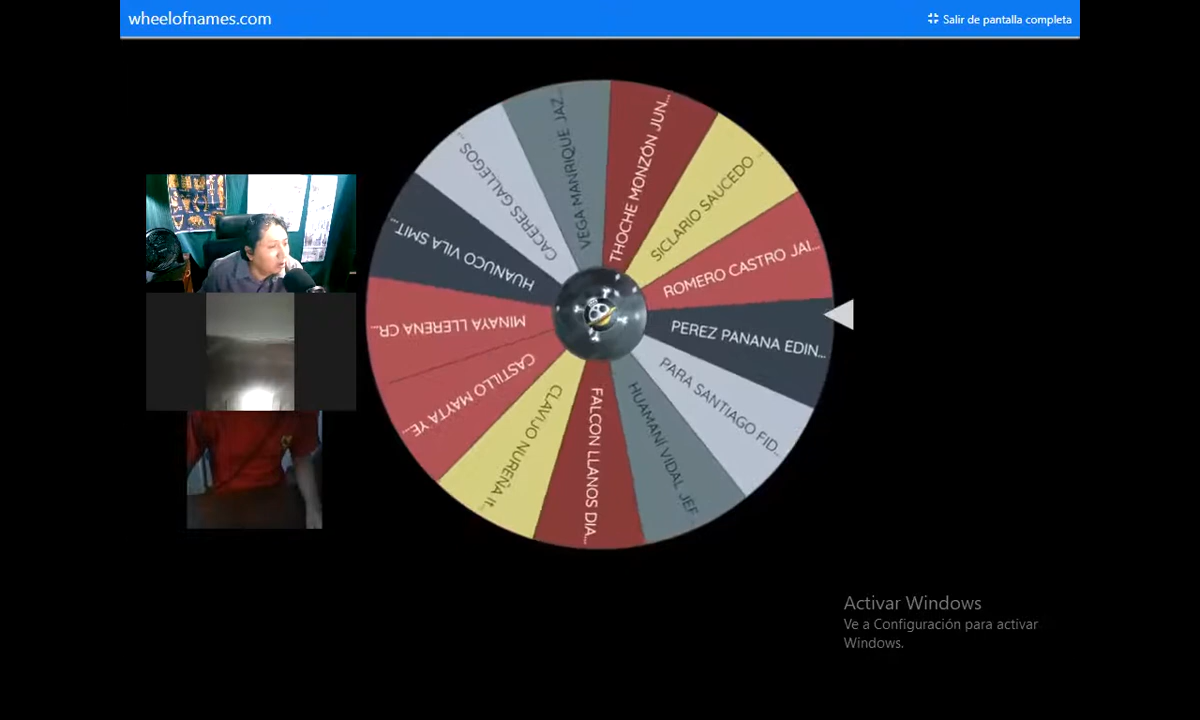 wheelofnames.com
Salir de pantalla completa
VEGA MANRIQUE JAZ...
THOCHE MONZÓN JUN...
SICLARIO SAUCEDO ...
ROMERO CASTRO JAI...
PEREZ PANANA EDIN...
PARA SANTIAGO FID...
HUAMANÍ VIDAL JEF...
FALCON LLANOS DIA...
CLAVIJO NUREÑA IT...
CASTILLO MAYTA YE...
MINAYA LLERENA CR...
HUANUCO VILA SMIT...
CACERES GALLEGOS ...
Activar Windows
Ve a Configuración para activar
Windows.